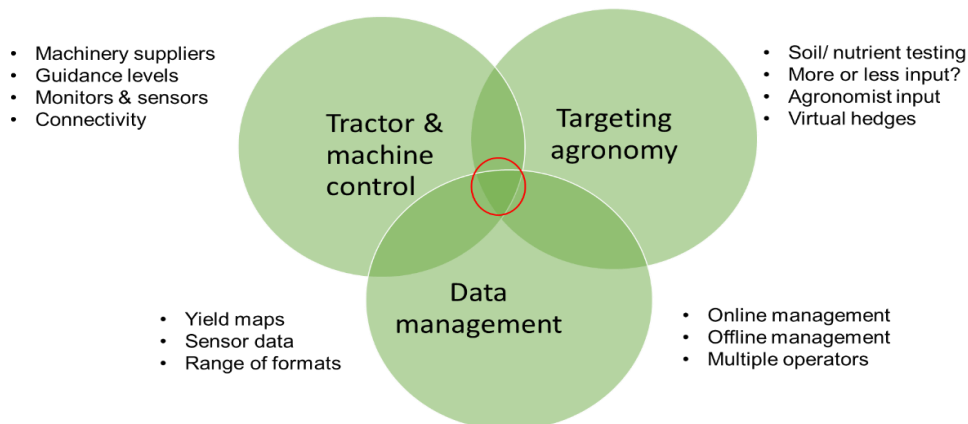 • Machinery suppliers
• Guidance levels
• Monitors & sensors
• Connectivity
Tractor &
machine
control
Targeting
agronomy
• Soil/ nutrient testing
• More or less input?
• Agronomist input
• Virtual hedges
Data
management
• Yield maps
• Sensor data
• Range of formats
• Online management
• Offline management
• Multiple operators